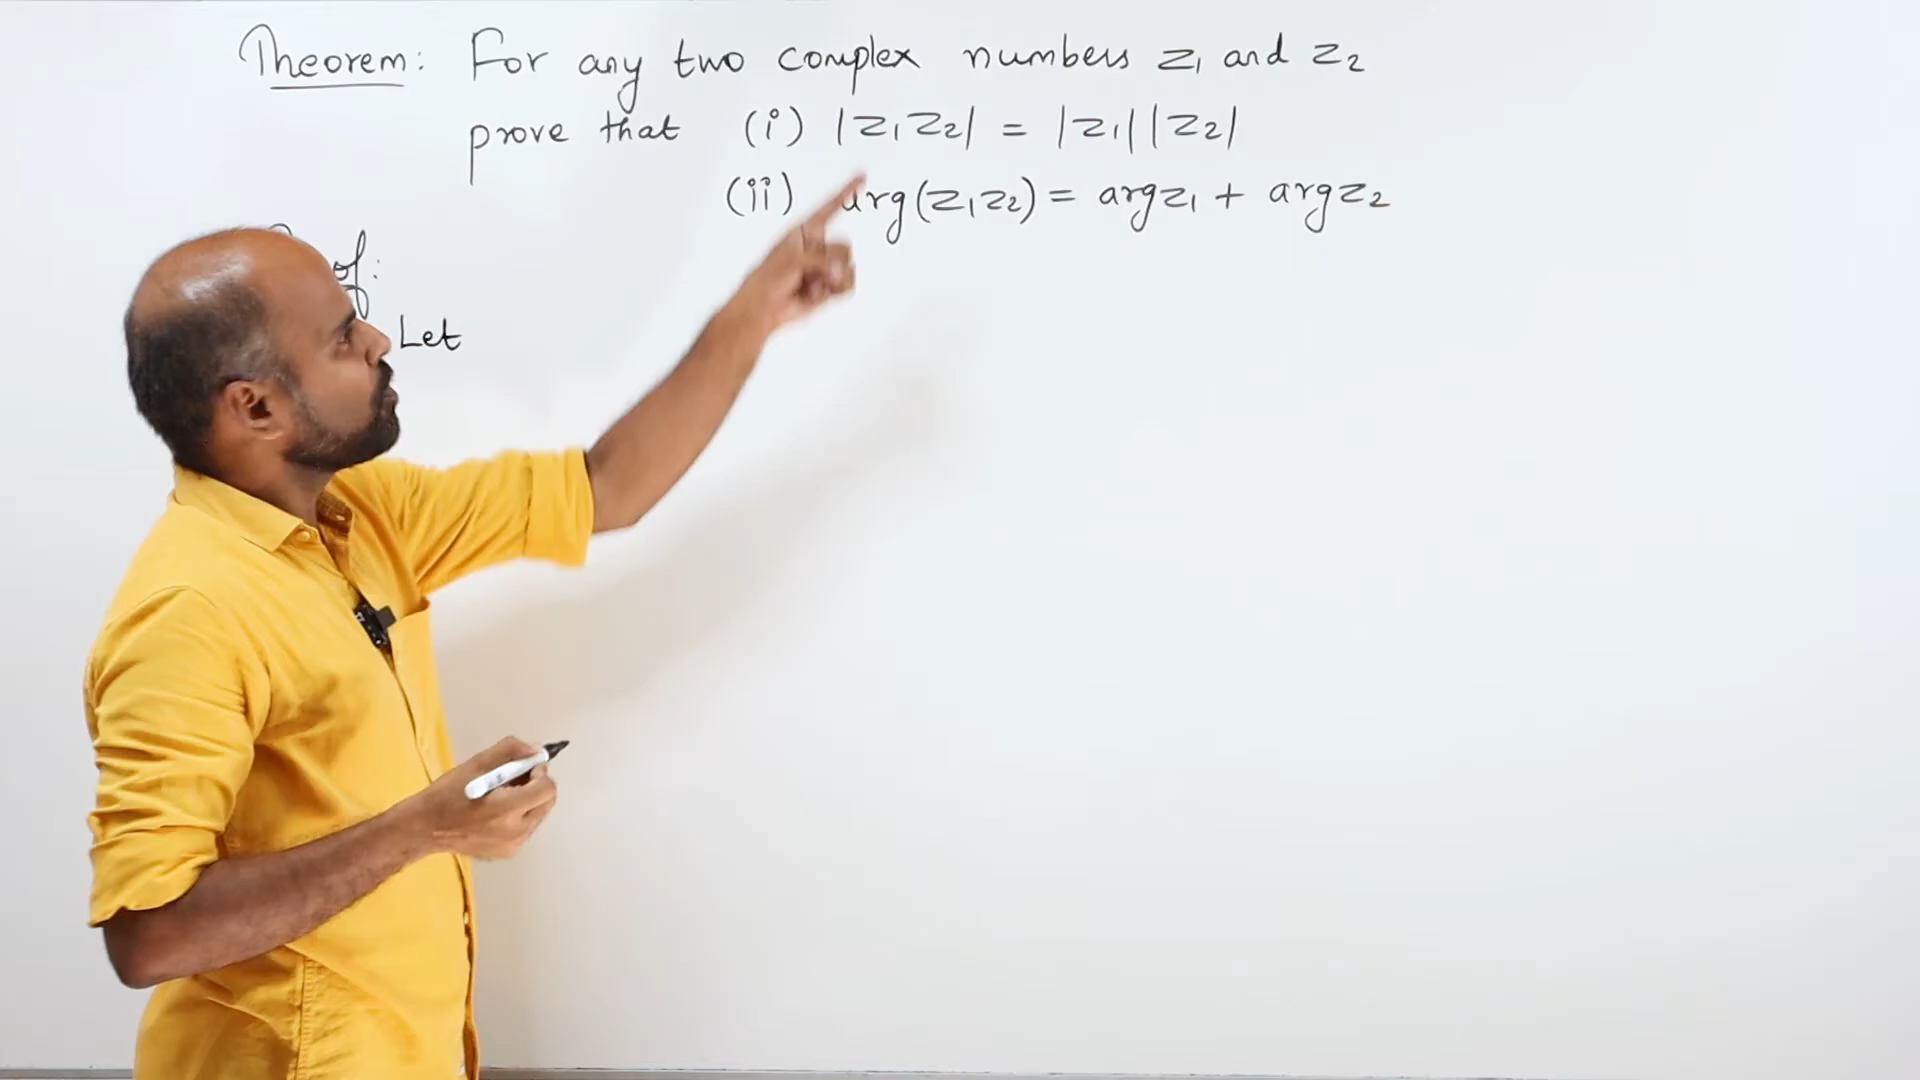 Theorem: For any two complex numbers z₁ and z₂
prove that (i) |z₁z₂| = |z₁||z₂|
(ii) arg(z₁z₂) = argz₁ + argz₂
Let